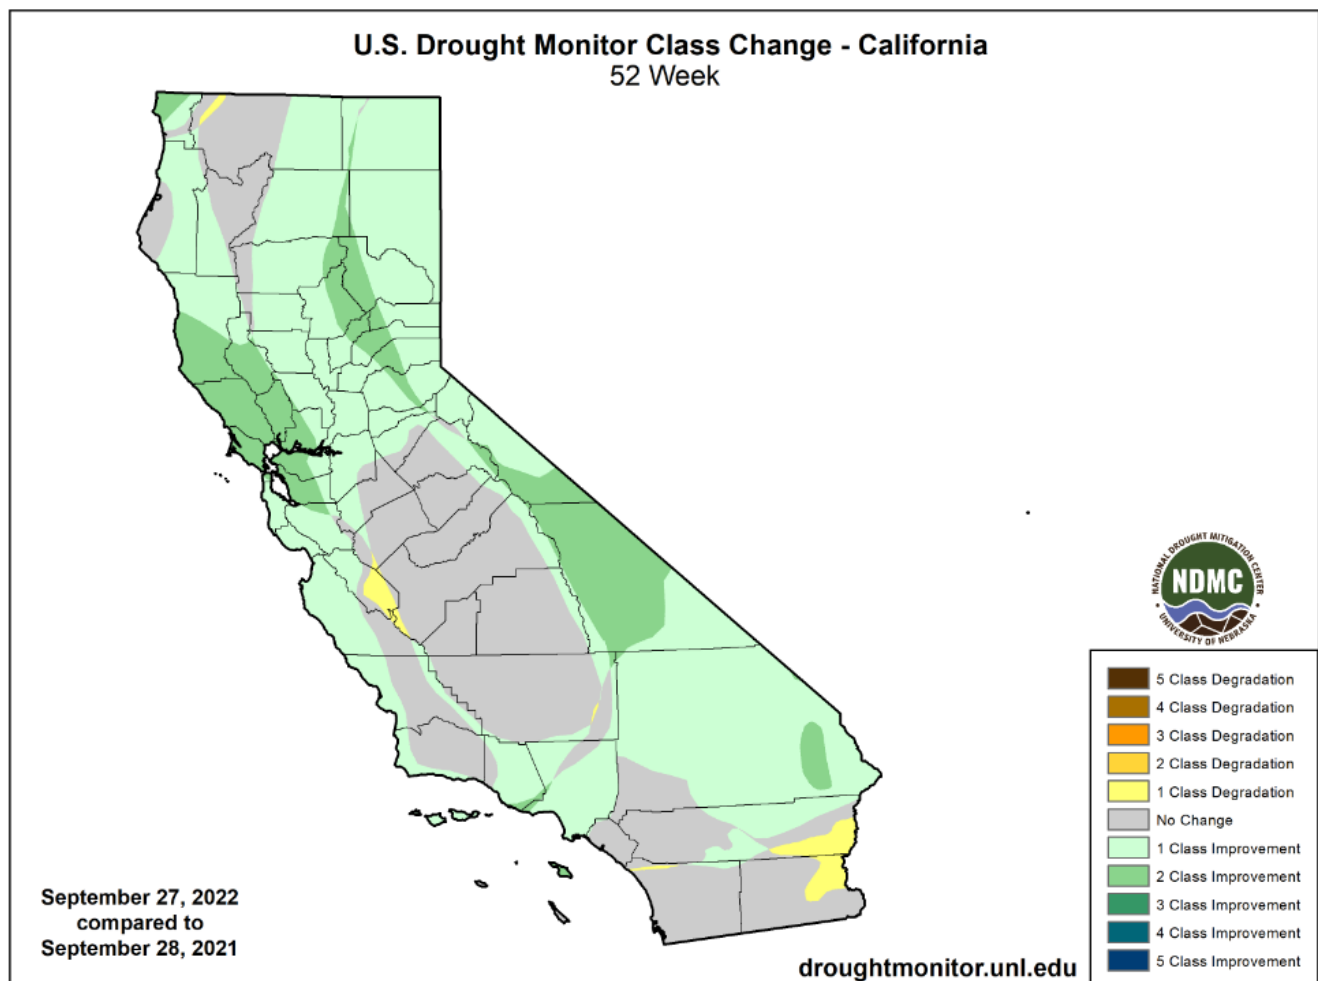 U.S. Drought Monitor Class Change - California
52 Week
NATIONAL DROUGHT MITIGATION CENTER
NDMC
UNIVERSITY OF NEBRASKA
5 Class Degradation
4 Class Degradation
3 Class Degradation
2 Class Degradation
1 Class Degradation
No Change
1 Class Improvement
2 Class Improvement
3 Class Improvement
4 Class Improvement
5 Class Improvement
September 27, 2022
compared to
September 28, 2021
droughtmonitor.unl.edu